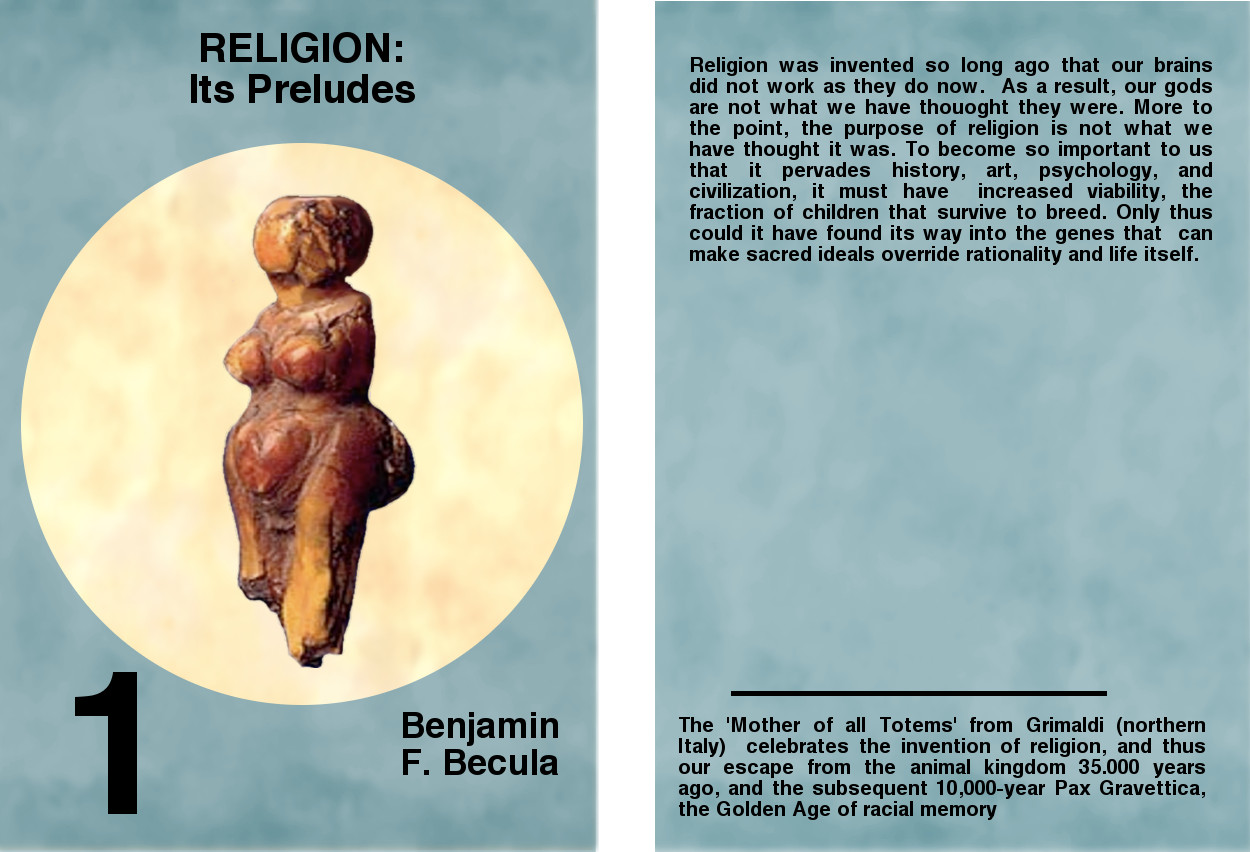 RELIGION:
Its Preludes
1
Benjamin
F. Becula
Religion was invented so long ago that our brains
did not work as they do now. As a result, our gods
are not what we have thouoght they were. More to
the point, the purpose of religion is not what we
have thought it was. To become so important to us
that it pervades history, art, psychology, and
civilization, it must have increased viability, the
fraction of children that survive to breed. Only thus
could it have found its way into the genes that can
make sacred ideals override rationality and life itself.
The 'Mother of all Totems' from Grimaldi (northern
Italy) celebrates the invention of religion, and thus
our escape from the animal kingdom 35.000 years
ago, and the subsequent 10,000-year Pax Gravettica,
the Golden Age of racial memory